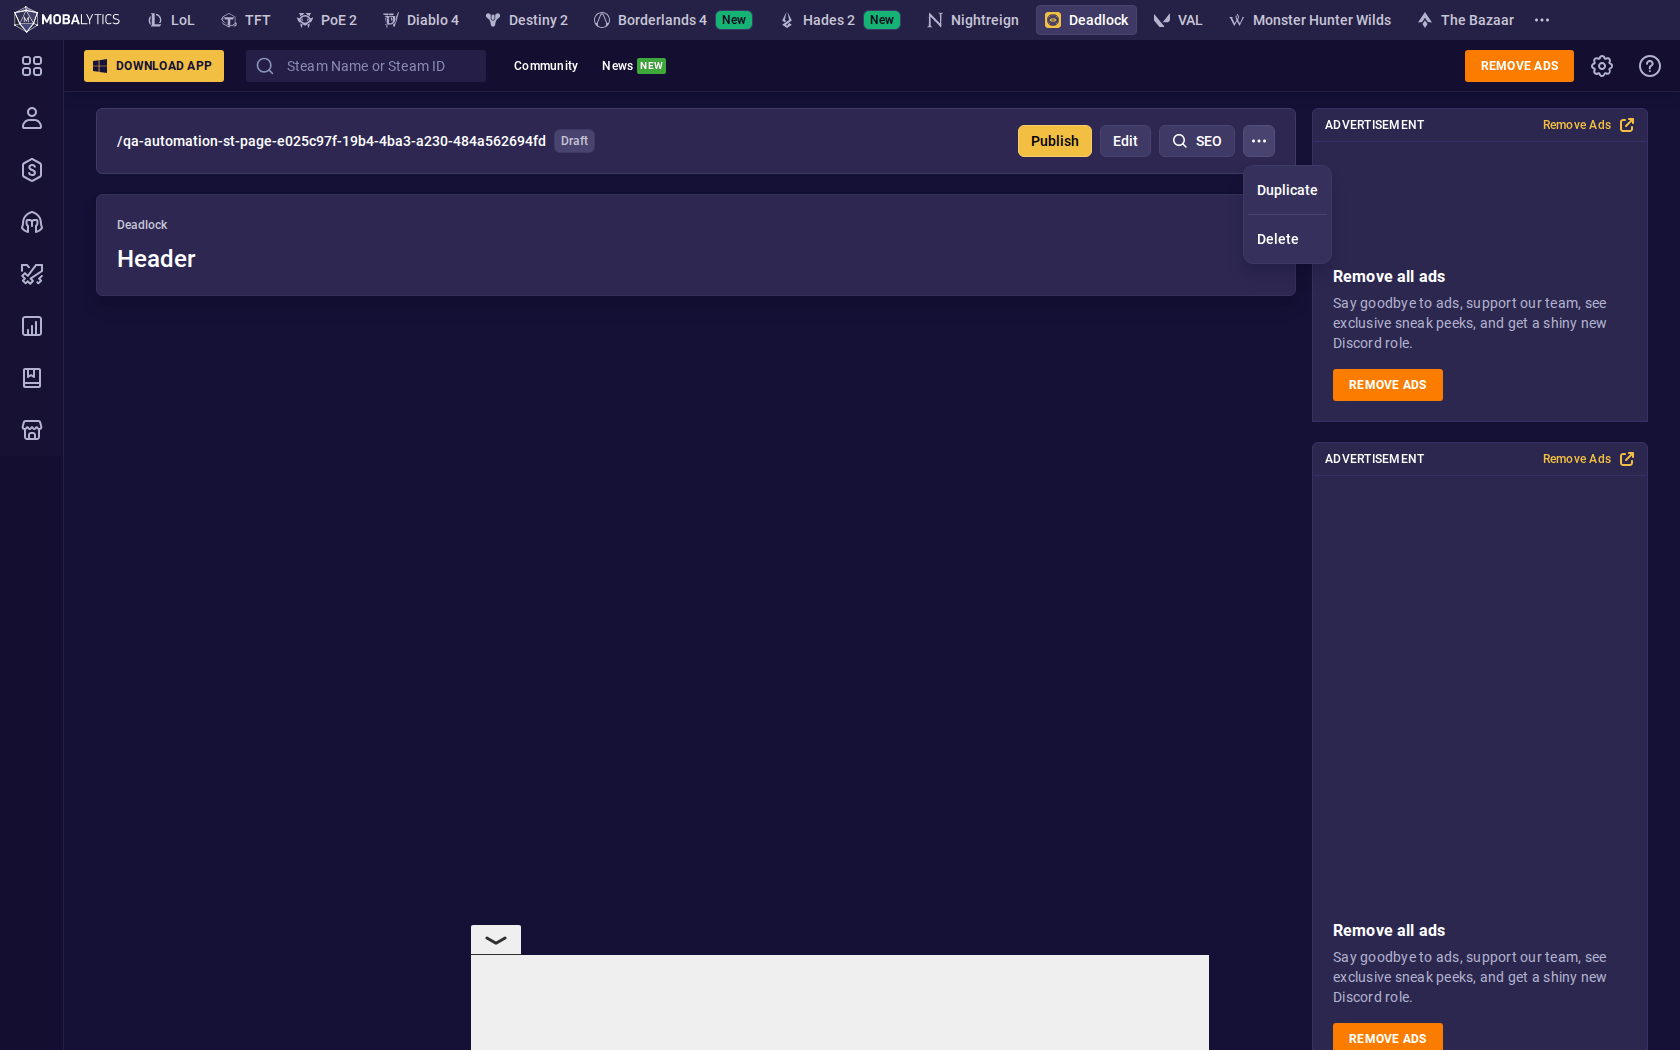 MOBALYTICS LoL TFT PoE 2 Diablo 4 Destiny 2 Borderlands 4 New Hades 2 New Nightreign Deadlock VAL Monster Hunter Wilds The Bazaar
DOWNLOAD APP Steam Name or Steam ID Community News NEW REMOVE ADS
/qa-automation-st-page-e025c97f-19b4-4ba3-a230-484a562694fd Draft Publish Edit SEO
Duplicate
Delete
Deadlock
Header
ADVERTISEMENT Remove Ads
Remove all ads
Say goodbye to ads, support our team, see
exclusive sneak peeks, and get a shiny new
Discord role.
REMOVE ADS
ADVERTISEMENT Remove Ads
Remove all ads
Say goodbye to ads, support our team, see
exclusive sneak peeks, and get a shiny new
Discord role.
REMOVE ADS